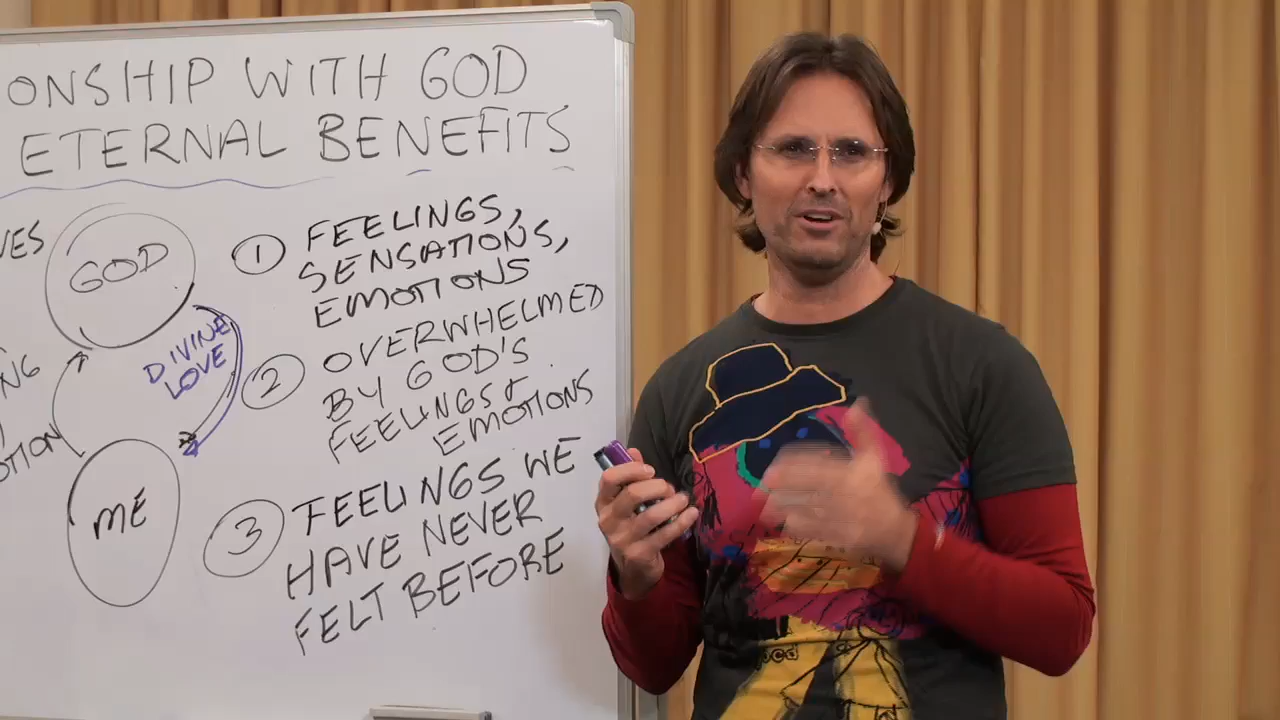 ONSHIP WITH GOD
ETERNAL BENEFITS
VES
GOD
DIVINE
LOVE
NG
OTION
ME
1 FEELINGS,
SENSATIONS,
EMOTIONS
2 OVERWHELMED
BY GOD'S
FEELINGS &
EMOTIONS
3 FEELINGS WE
HAVE NEVER
FELT BEFORE